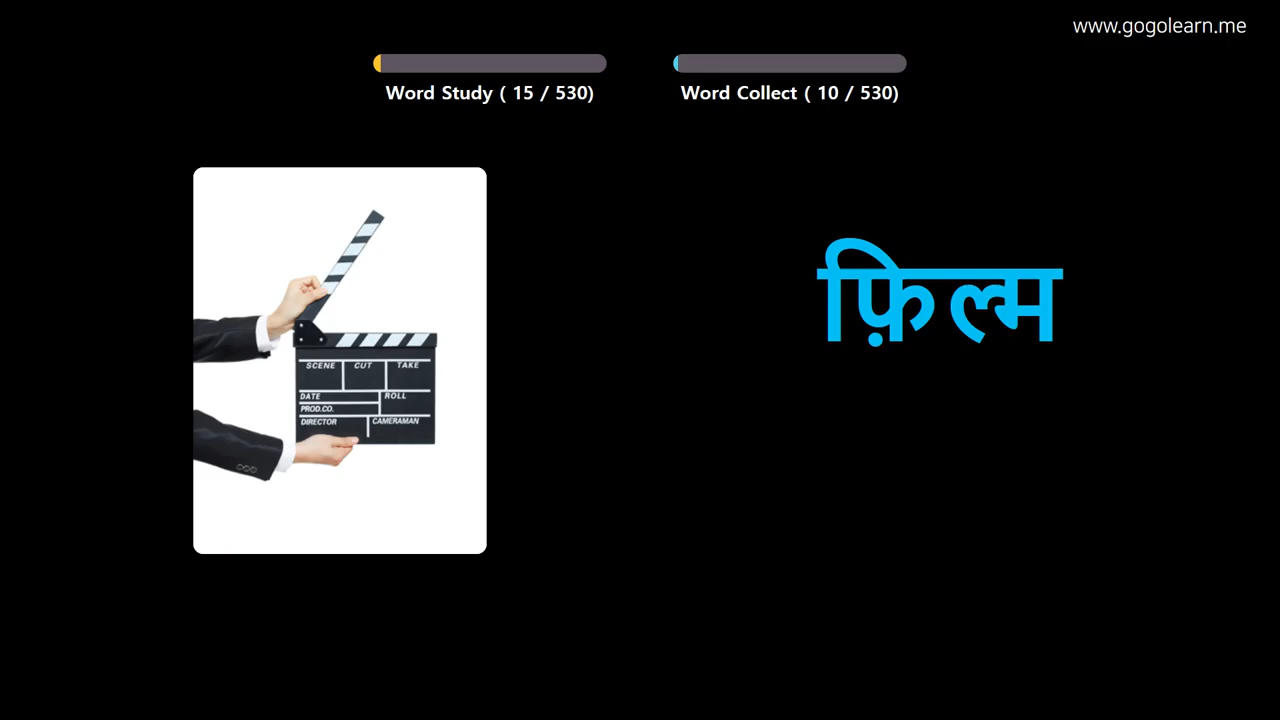 www.gogolearn.me
Word Study ( 15 / 530)
Word Collect ( 10 / 530)
फ़िल्म
SCENE CUT TAKE
DATE ROLL
PROD.CO.
DIRECTOR CAMERAMAN